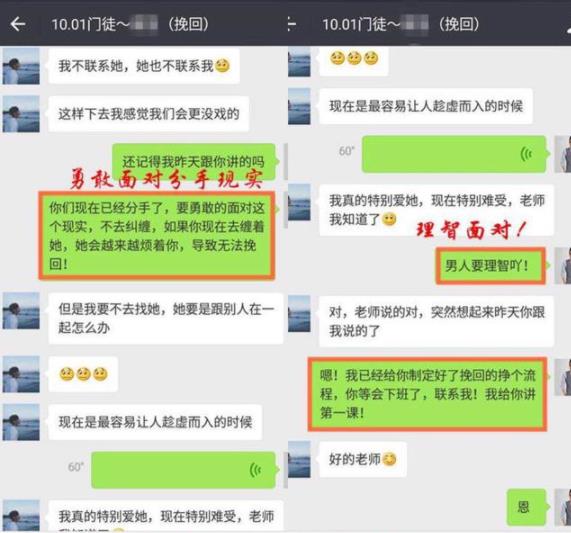 10.01门徒～ （挽回）
我不联系她，她也不联系我
这样下去我感觉我们会更没戏的
还记得我昨天跟你讲的吗
勇敢面对分手现实
你们现在已经分手了，要勇敢的面对这
个现实，不去纠缠，如果你现在去缠着
她，她会越来越烦着你，导致无法挽
回！
但是我要不去找她，她要是跟别人在一
起怎么办
现在是最容易让人趁虚而入的时候
60"
我真的特别爱她，现在特别难受，老师
10.01门徒～ （挽回）
现在是最容易让人趁虚而入的时候
60"
我真的特别爱她，现在特别难受，老师
我知道了
理智面对！
男人要理智吖！
对，老师说的对，突然想起来昨天你跟
我说的了
嗯！我已经给你制定好了挽回的挣个流
程，你等会下班了，联系我！我给你讲
第一课！
好的老师
恩